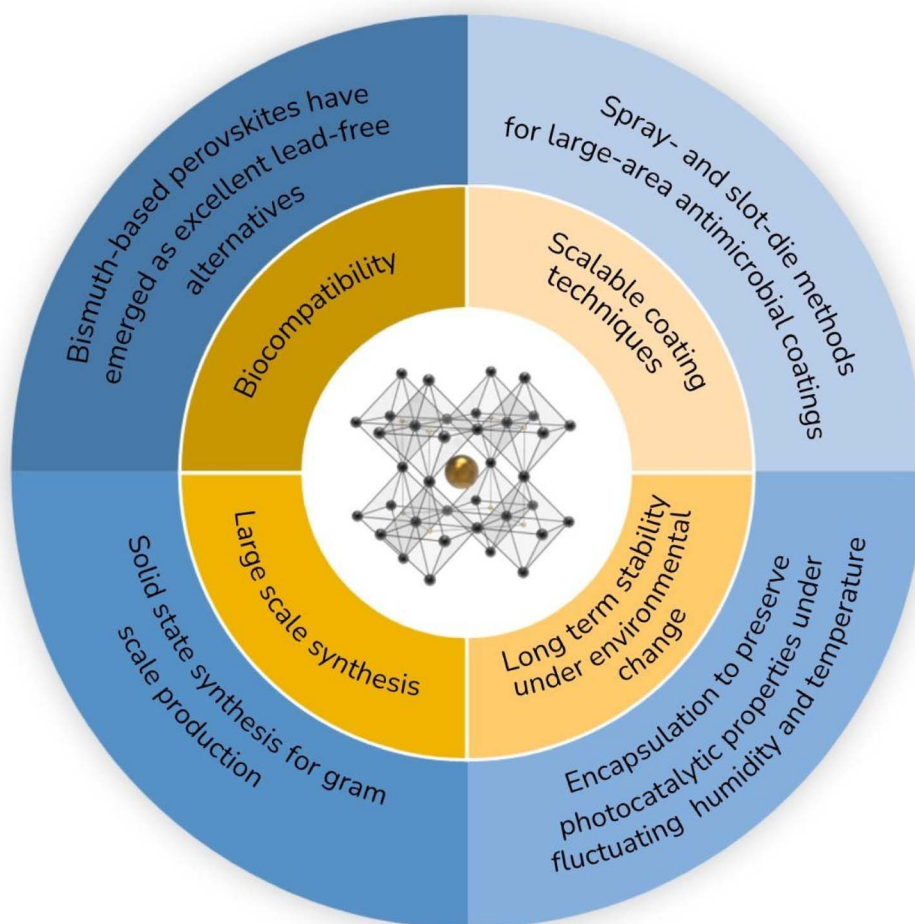 Bismuth-based perovskites have
emerged as excellent lead-free
alternatives
Biocompatibility
Spray- and slot-die methods
for large-area antimicrobial coatings
Scalable coating
techniques
Large scale synthesis
Solid state synthesis for gram
scale production
Long term stability
under environmental
change
Encapsulation to preserve
photocatalytic properties under
fluctuating humidity and temperature